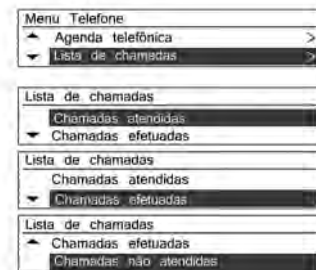 Menu Telefone
Agenda telefônica >
Lista de chamadas >
Lista de chamadas
Chamadas atendidas
Chamadas efetuadas
Lista de chamadas
Chamadas atendidas
Chamadas efetuadas
Lista de chamadas
Chamadas efetuadas
Chamadas não atendidas